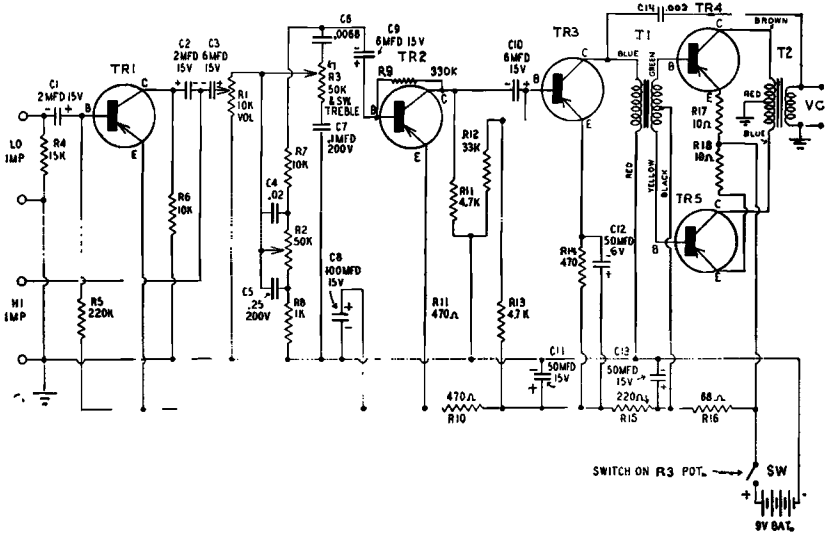 C14 .002 TR4
BROWN
T2
C6
.0068
C9
6MFD 15V
TR3
T1
C2
2MFD
15V
C3
6MFD
15V
TR1
C1
2MFD 15V
TR2
C10
6MFD
15V
C
BLUE
GREEN
C
B
C
R1
10K
VOL
R3
50K
& SW.
TREBLE
R9
330K
B
C
B
B
E
RED
VC
LO
IMP
R4
15K
E
C7
.1MFD
200V
R7
10K
E
R12
33K
E
R17
10Ω
BLUE
R18
10Ω
R6
10K
C4
.02
R11
4.7K
RED
YELLOW
BLACK
TR5
C
R2
50K
C8
100MFD
15V
C12
50MFD
6V
R14
470
B
E
HI
IMP
R5
220K
C5
.25
200V
R8
1K
R11
470Ω
R13
4.7K
C11
50MFD
15V
C13
50MFD
15V
470Ω
R10
220Ω
R15
68Ω
R16
SWITCH ON R3 POT.
SW
+
-
9V BAT.